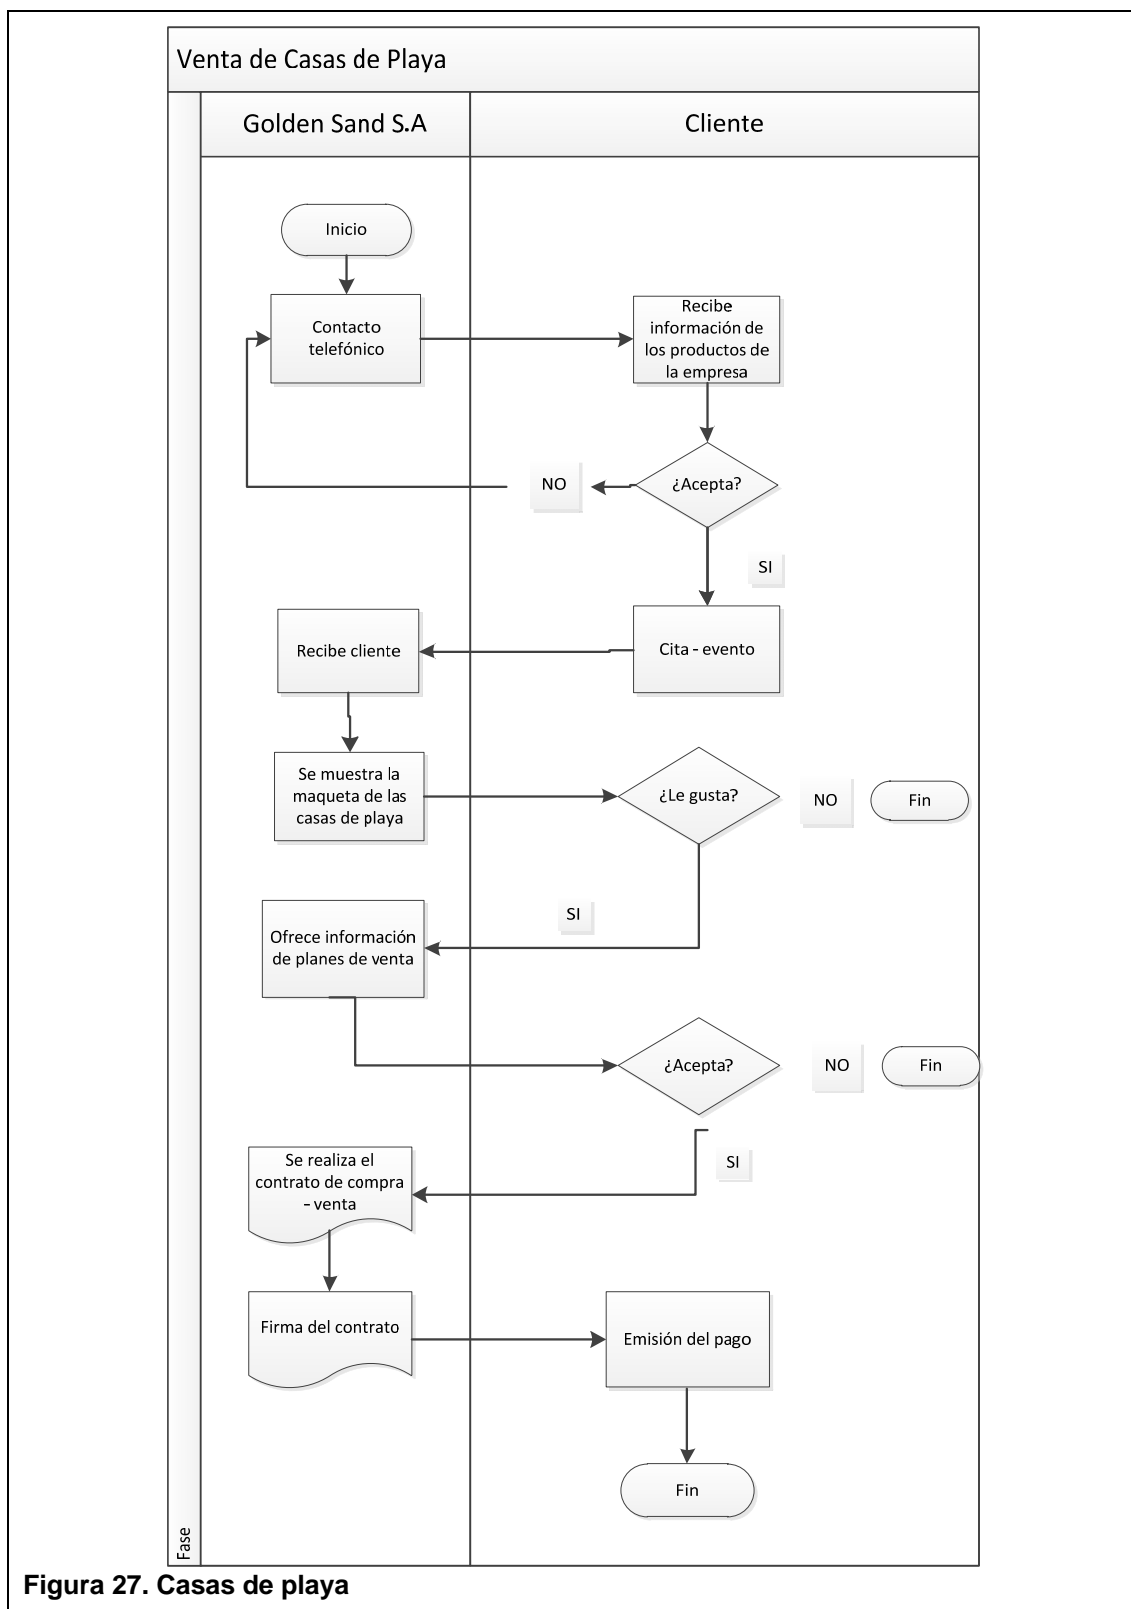 Venta de Casas de Playa
Golden Sand S.A
Cliente
Inicio
Contacto
telefónico
Recibe
información de
los productos de
la empresa
¿Acepta?
NO
SI
Cita - evento
Recibe cliente
Se muestra la
maqueta de las
casas de playa
¿Le gusta?
NO
Fin
SI
Ofrece información
de planes de venta
¿Acepta?
NO
Fin
SI
Se realiza el
contrato de compra
– venta
Firma del contrato
Emisión del pago
Fin
Fase
Figura 27. Casas de playa